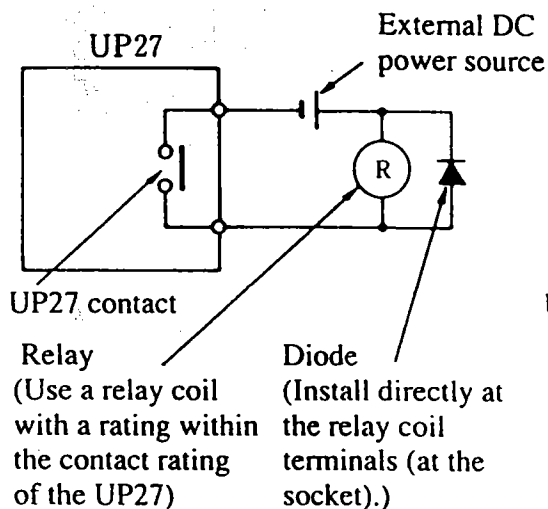 UP27
External DC
power source
R
UP27 contact
Relay
(Use a relay coil
with a rating within
the contact rating
of the UP27)
Diode
(Install directly at
the relay coil
terminals (at the
socket).)